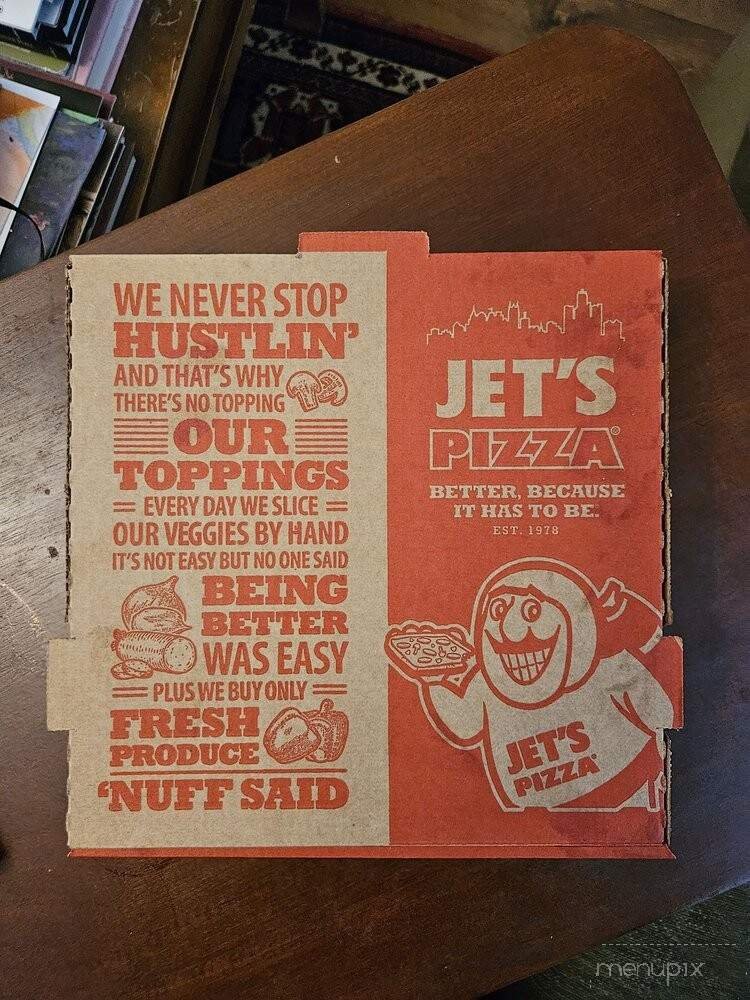 WE NEVER STOP
HUSTLIN'
AND THAT'S WHY
THERE'S NO TOPPING
OUR
TOPPINGS
EVERY DAY WE SLICE
OUR VEGGIES BY HAND
IT'S NOT EASY BUT NO ONE SAID
BEING
BETTER
WAS EASY
PLUS WE BUY ONLY
FRESH
PRODUCE
'NUFF SAID
JET'S
PIZZA®
BETTER, BECAUSE
IT HAS TO BE.
EST. 1978
JET'S
PIZZA
menupix